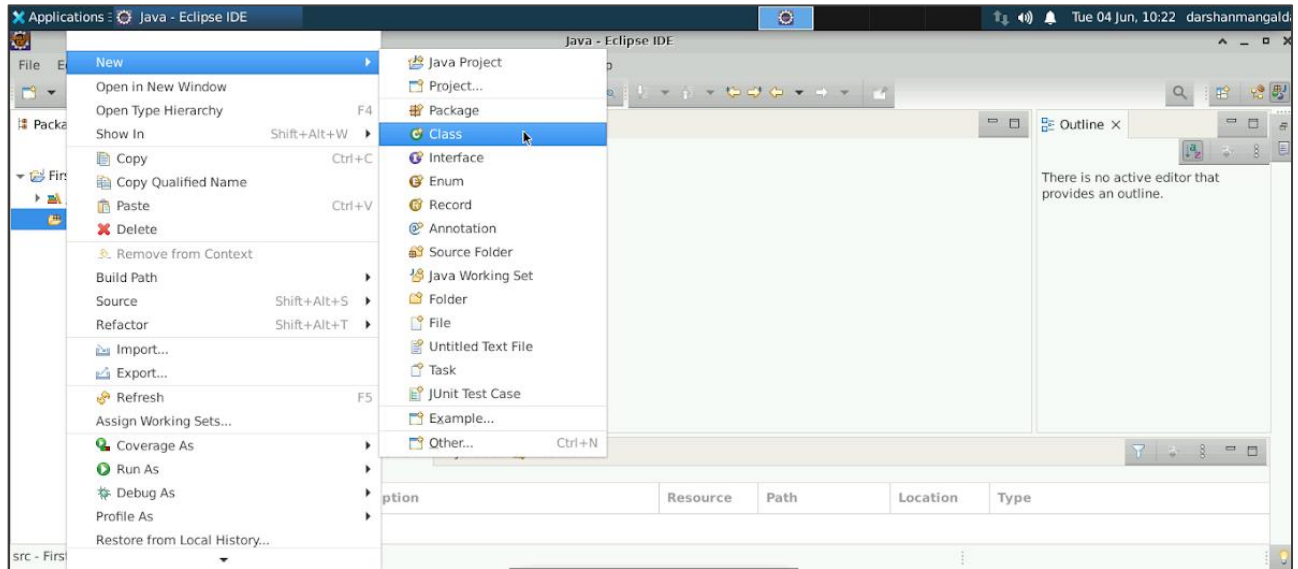 Applications
Java - Eclipse IDE
Tue 04 Jun, 10:22 darshanmangald
Java - Eclipse IDE
File
New
Open in New Window
Open Type Hierarchy F4
Show In Shift+Alt+W
Copy Ctrl+C
Copy Qualified Name
Paste Ctrl+V
Delete
Remove from Context
Build Path
Source Shift+Alt+S
Refactor Shift+Alt+T
Import...
Export...
Refresh F5
Assign Working Sets...
Coverage As
Run As
Debug As
Profile As
Restore from Local History...
Java Project
Project...
Package
Class
Interface
Enum
Record
Annotation
Source Folder
Java Working Set
Folder
File
Untitled Text File
Task
JUnit Test Case
Example...
Other... Ctrl+N
Packa
Firs
Outline
There is no active editor that
provides an outline.
ption Resource Path Location Type
src - Firs